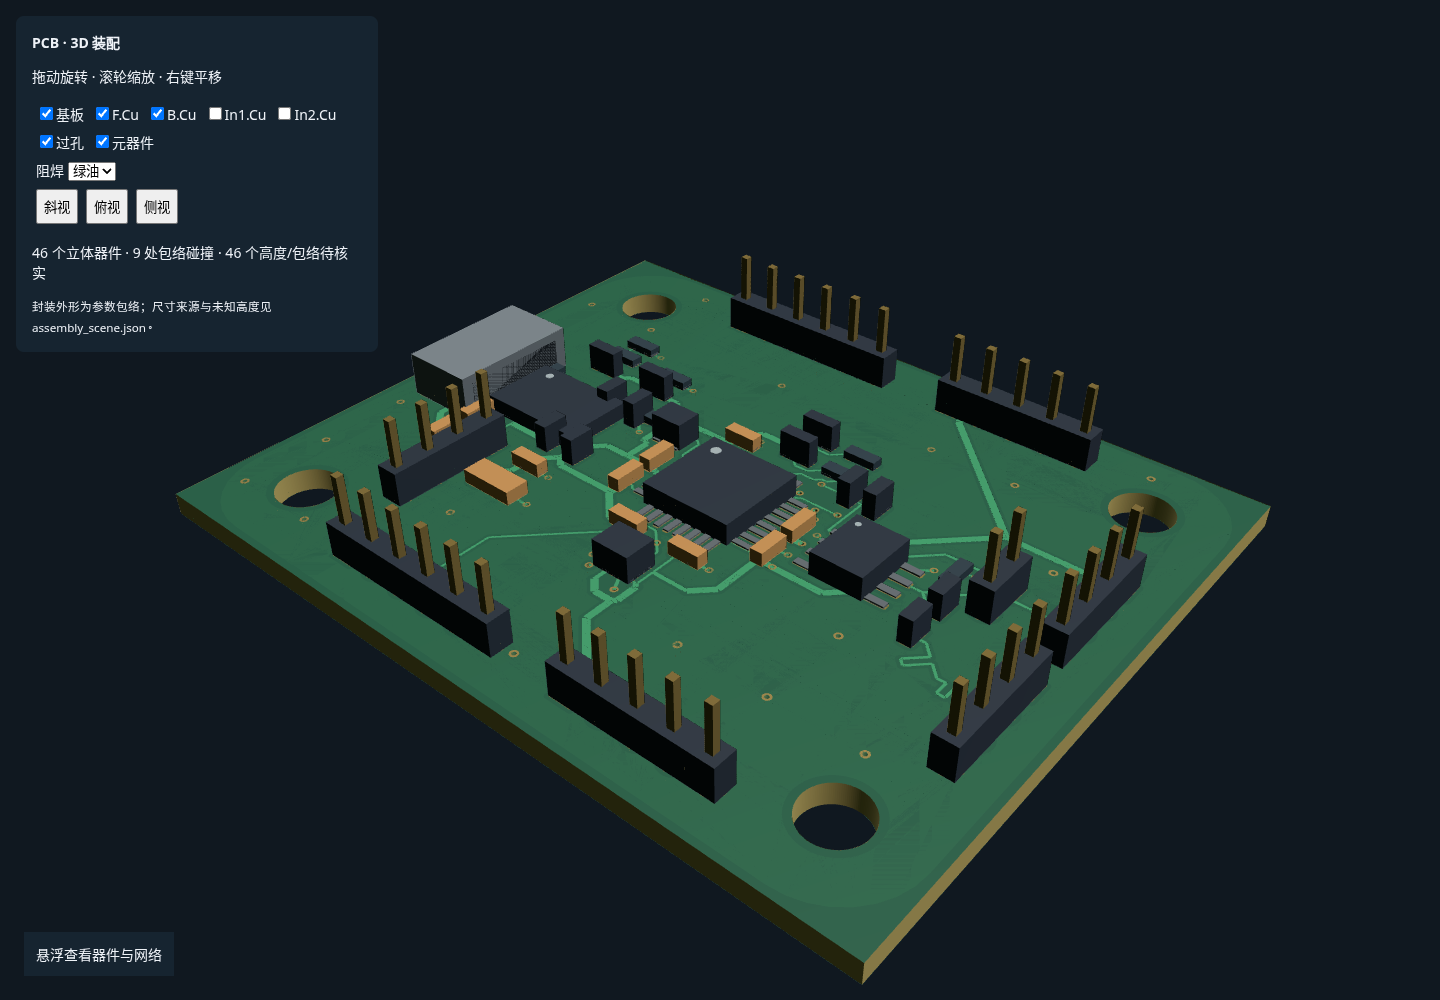 PCB · 3D 装配
拖动旋转 · 滚轮缩放 · 右键平移
基板 F.Cu B.Cu In1.Cu In2.Cu
过孔 元器件
阻焊 绿油
斜视 俯视 侧视
46 个立体器件 · 9 处包络碰撞 · 46 个高度/包络待核
实
封装外形为参数包络；尺寸来源与未知高度见
assembly_scene.json。
悬浮查看器件与网络